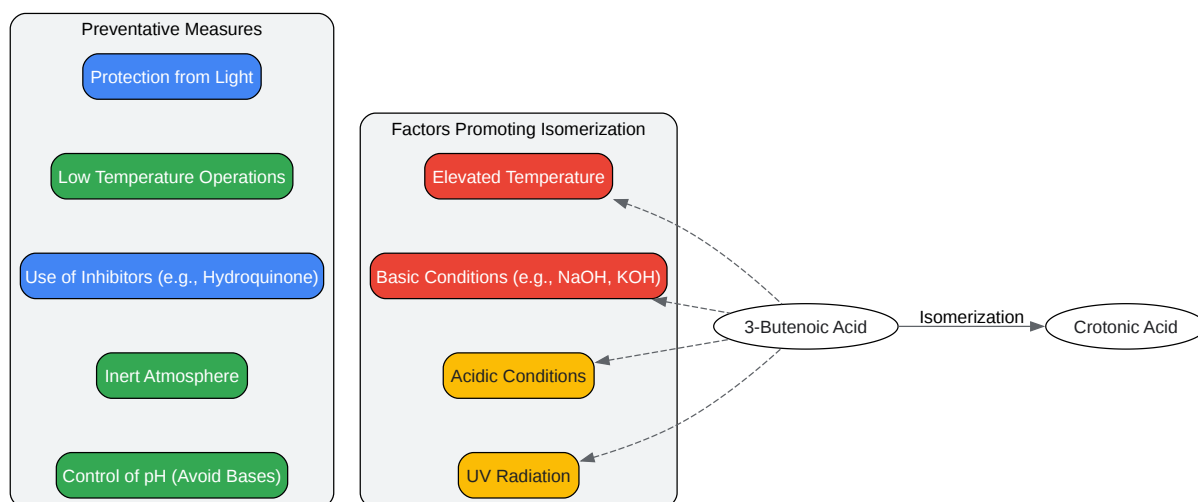 Preventative Measures
Protection from Light
Low Temperature Operations
Use of Inhibitors (e.g., Hydroquinone)
Inert Atmosphere
Control of pH (Avoid Bases)
Factors Promoting Isomerization
Elevated Temperature
Basic Conditions (e.g., NaOH, KOH)
Acidic Conditions
UV Radiation
3-Butenoic Acid
Isomerization
Crotonic Acid